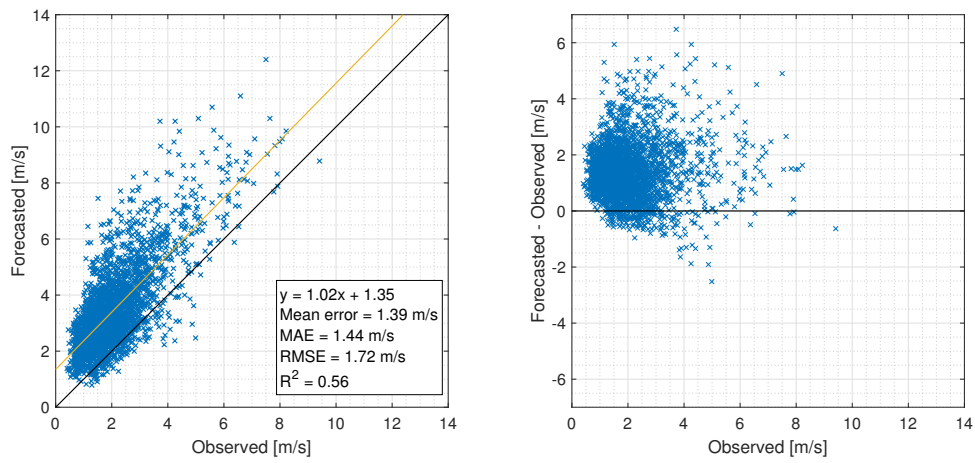 14
12
10
8
6
4
2
0
Forecasted [m/s]
y = 1.02x + 1.35
Mean error = 1.39 m/s
MAE = 1.44 m/s
RMSE = 1.72 m/s
R² = 0.56
0 2 4 6 8 10 12 14
Observed [m/s]
6
4
2
0
-2
-4
-6
Forecasted - Observed [m/s]
0 2 4 6 8 10 12 14
Observed [m/s]